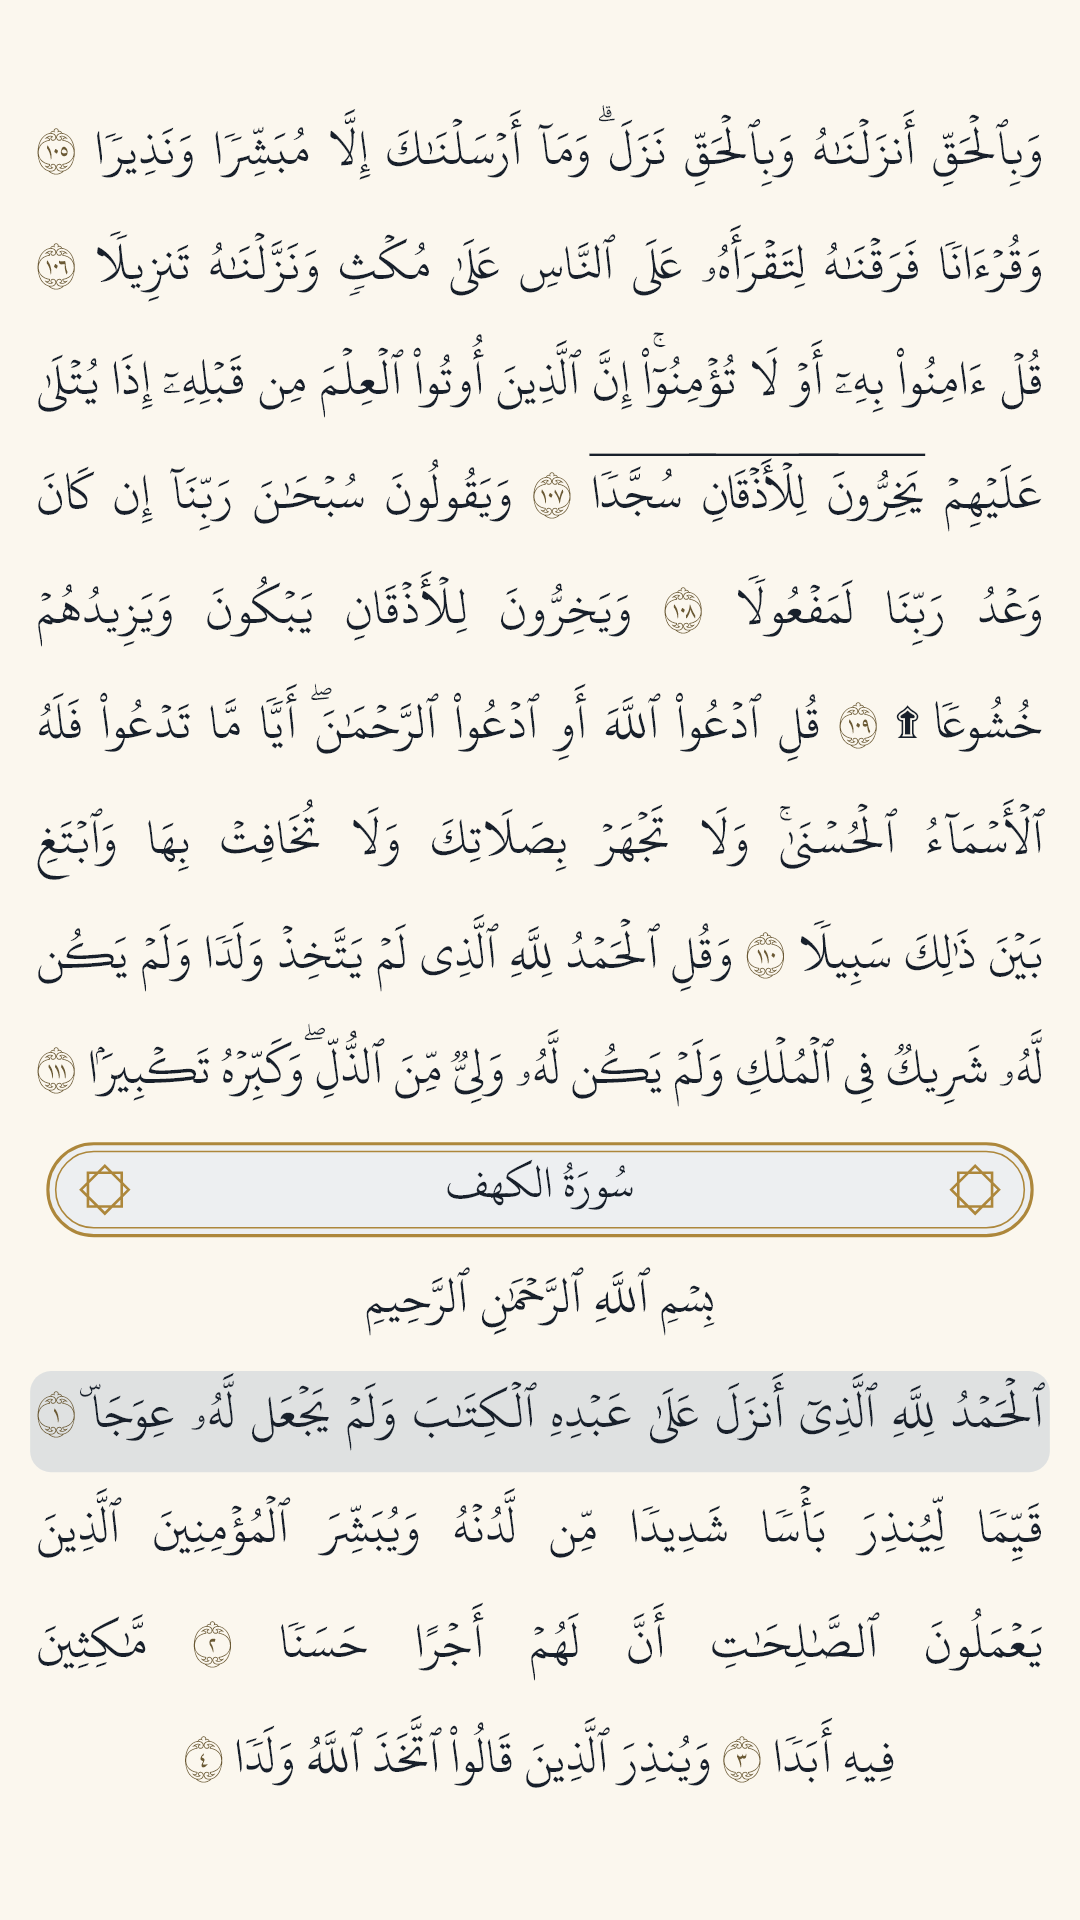 وَبِٱلۡحَقِّ أَنزَلۡنَٰهُ وَبِٱلۡحَقِّ نَزَلَۗ وَمَآ أَرۡسَلۡنَٰكَ إِلَّا مُبَشِّرٗا وَنَذِيرٗا ١٠٥
وَقُرۡءَانٗا فَرَقۡنَٰهُ لِتَقۡرَأَهُۥ عَلَى ٱلنَّاسِ عَلَىٰ مُكۡثٖ وَنَزَّلۡنَٰهُ تَنزِيلٗا ١٠٦
قُلۡ ءَامِنُواْ بِهِۦٓ أَوۡ لَا تُؤۡمِنُوٓاْۚ إِنَّ ٱلَّذِينَ أُوتُواْ ٱلۡعِلۡمَ مِن قَبۡلِهِۦٓ إِذَا يُتۡلَىٰ
عَلَيۡهِمۡ يَخِرُّونَ لِلۡأَذۡقَانِ سُجَّدٗا ١٠٧ وَيَقُولُونَ سُبۡحَٰنَ رَبِّنَآ إِن كَانَ
وَعۡدُ رَبِّنَا لَمَفۡعُولٗا ١٠٨ وَيَخِرُّونَ لِلۡأَذۡقَانِ يَبۡكُونَ وَيَزِيدُهُمۡ
خُشُوعٗا ۩ ١٠٩ قُلِ ٱدۡعُواْ ٱللَّهَ أَوِ ٱدۡعُواْ ٱلرَّحۡمَٰنَۖ أَيّٗا مَّا تَدۡعُواْ فَلَهُ
ٱلۡأَسۡمَآءُ ٱلۡحُسۡنَىٰۚ وَلَا تَجۡهَرۡ بِصَلَاتِكَ وَلَا تُخَافِتۡ بِهَا وَٱبۡتَغِ
بَيۡنَ ذَٰلِكَ سَبِيلٗا ١١٠ وَقُلِ ٱلۡحَمۡدُ لِلَّهِ ٱلَّذِي لَمۡ يَتَّخِذۡ وَلَدٗا وَلَمۡ يَكُن
لَّهُۥ شَرِيكٞ فِي ٱلۡمُلۡكِ وَلَمۡ يَكُن لَّهُۥ وَلِيّٞ مِّنَ ٱلذُّلِّۖ وَكَبِّرۡهُ تَكۡبِيرَۢا ١١١
سُورَةُ الكهف
بِسۡمِ ٱللَّهِ ٱلرَّحۡمَٰنِ ٱلرَّحِيمِ
ٱلۡحَمۡدُ لِلَّهِ ٱلَّذِيٓ أَنزَلَ عَلَىٰ عَبۡدِهِ ٱلۡكِتَٰبَ وَلَمۡ يَجۡعَل لَّهُۥ عِوَجَاۜ ١
قَيِّمٗا لِّيُنذِرَ بَأۡسٗا شَدِيدٗا مِّن لَّدُنۡهُ وَيُبَشِّرَ ٱلۡمُؤۡمِنِينَ ٱلَّذِينَ
يَعۡمَلُونَ ٱلصَّٰلِحَٰتِ أَنَّ لَهُمۡ أَجۡرًا حَسَنٗا ٢ مَّٰكِثِينَ
فِيهِ أَبَدٗا ٣ وَيُنذِرَ ٱلَّذِينَ قَالُواْ ٱتَّخَذَ ٱللَّهُ وَلَدٗا ٤